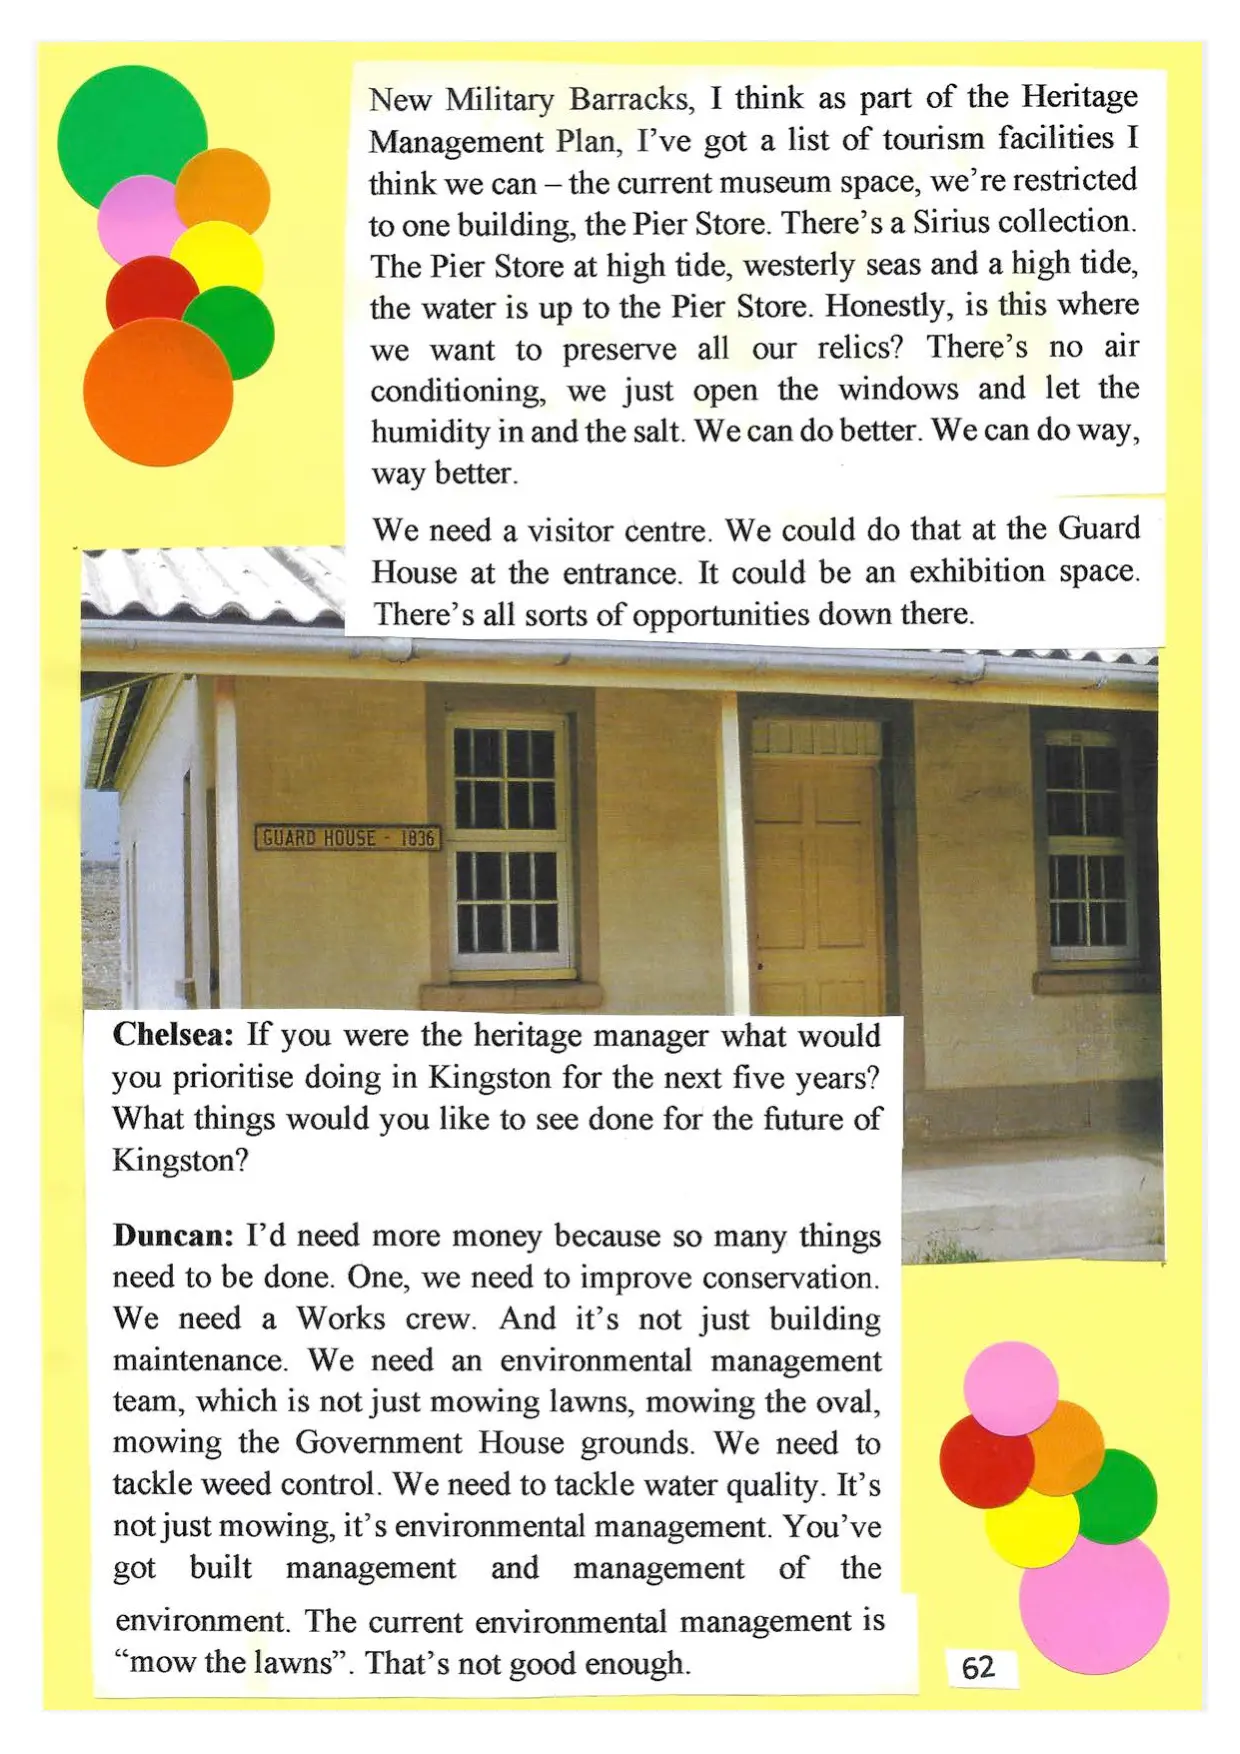 New Military Barracks, I think as part of the Heritage
Management Plan, I've got a list of tourism facilities I
think we can – the current museum space, we're restricted
to one building, the Pier Store. There's a Sirius collection.
The Pier Store at high tide, westerly seas and a high tide,
the water is up to the Pier Store. Honestly, is this where
we want to preserve all our relics? There's no air
conditioning, we just open the windows and let the
humidity in and the salt. We can do better. We can do way,
way better.
We need a visitor centre. We could do that at the Guard
House at the entrance. It could be an exhibition space.
There's all sorts of opportunities down there.
GUARD HOUSE - 1836
Chelsea: If you were the heritage manager what would
you prioritise doing in Kingston for the next five years?
What things would you like to see done for the future of
Kingston?
Duncan: I'd need more money because so many things
need to be done. One, we need to improve conservation.
We need a Works crew. And it's not just building
maintenance. We need an environmental management
team, which is not just mowing lawns, mowing the oval,
mowing the Government House grounds. We need to
tackle weed control. We need to tackle water quality. It's
not just mowing, it's environmental management. You've
got built management and management of the
environment. The current environmental management is
“mow the lawns”. That's not good enough.
62